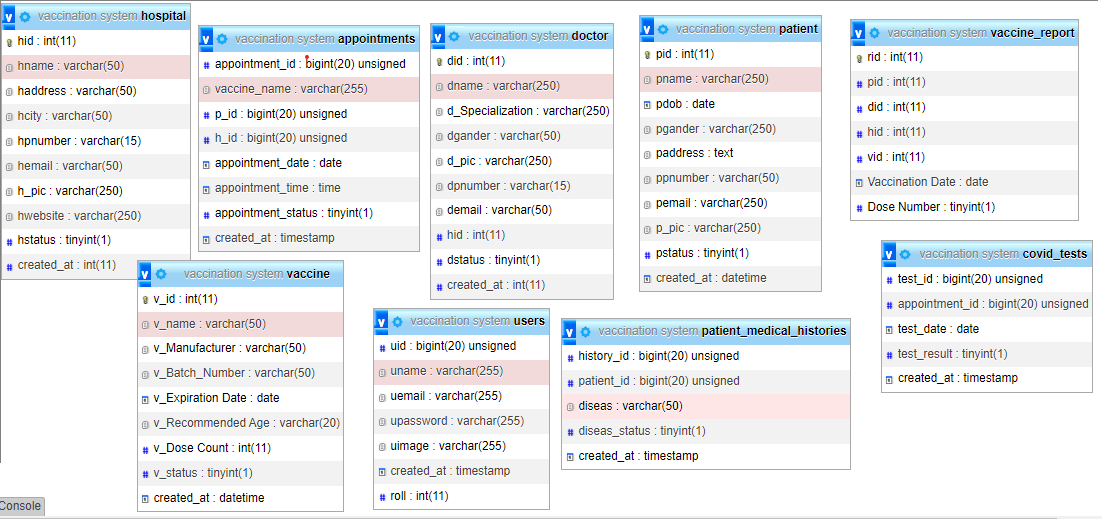 vaccination system hospital
hid : int(11)
hname : varchar(50)
haddress : varchar(50)
hcity : varchar(50)
hpnumber : varchar(15)
hemail : varchar(50)
h_pic : varchar(250)
hwebsite : varchar(250)
hstatus : tinyint(1)
created_at : int(11)
vaccination system appointments
appointment_id : bigint(20) unsigned
vaccine_name : varchar(255)
p_id : bigint(20) unsigned
h_id : bigint(20) unsigned
appointment_date : date
appointment_time : time
appointment_status : tinyint(1)
created_at : timestamp
vaccination system doctor
did : int(11)
dname : varchar(250)
d_Specialization : varchar(250)
dgander : varchar(50)
d_pic : varchar(250)
dpnumber : varchar(15)
demail : varchar(50)
hid : int(11)
dstatus : tinyint(1)
created_at : int(11)
vaccination system patient
pid : int(11)
pname : varchar(250)
pdob : date
pgander : varchar(250)
paddress : text
ppnumber : varchar(50)
pemail : varchar(250)
p_pic : varchar(250)
pstatus : tinyint(1)
created_at : datetime
vaccination system vaccine_report
rid : int(11)
pid : int(11)
did : int(11)
hid : int(11)
vid : int(11)
Vaccination Date : date
Dose Number : tinyint(1)
vaccination system covid_tests
test_id : bigint(20) unsigned
appointment_id : bigint(20) unsigned
test_date : date
test_result : tinyint(1)
created_at : timestamp
vaccination system vaccine
v_id : int(11)
v_name : varchar(50)
v_Manufacturer : varchar(50)
v_Batch_Number : varchar(50)
v_Expiration Date : date
v_Recommended Age : varchar(20)
v_Dose Count : int(11)
v_status : tinyint(1)
created_at : datetime
vaccination system users
uid : bigint(20) unsigned
uname : varchar(255)
uemail : varchar(255)
upassword : varchar(255)
uimage : varchar(255)
created_at : timestamp
roll : int(11)
vaccination system patient_medical_histories
history_id : bigint(20) unsigned
patient_id : bigint(20) unsigned
diseas : varchar(50)
diseas_status : tinyint(1)
created_at : timestamp
Console